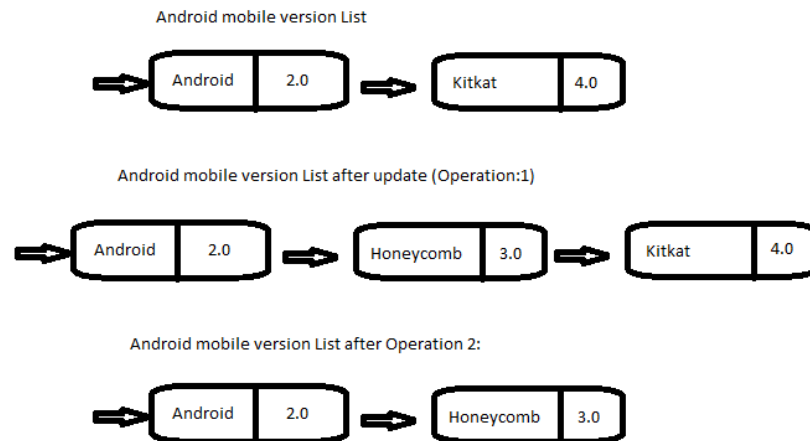 Android mobile version List
Android 2.0 Kitkat 4.0
Android mobile version List after update (Operation:1)
Android 2.0 Honeycomb 3.0 Kitkat 4.0
Android mobile version List after Operation 2:
Android 2.0 Honeycomb 3.0